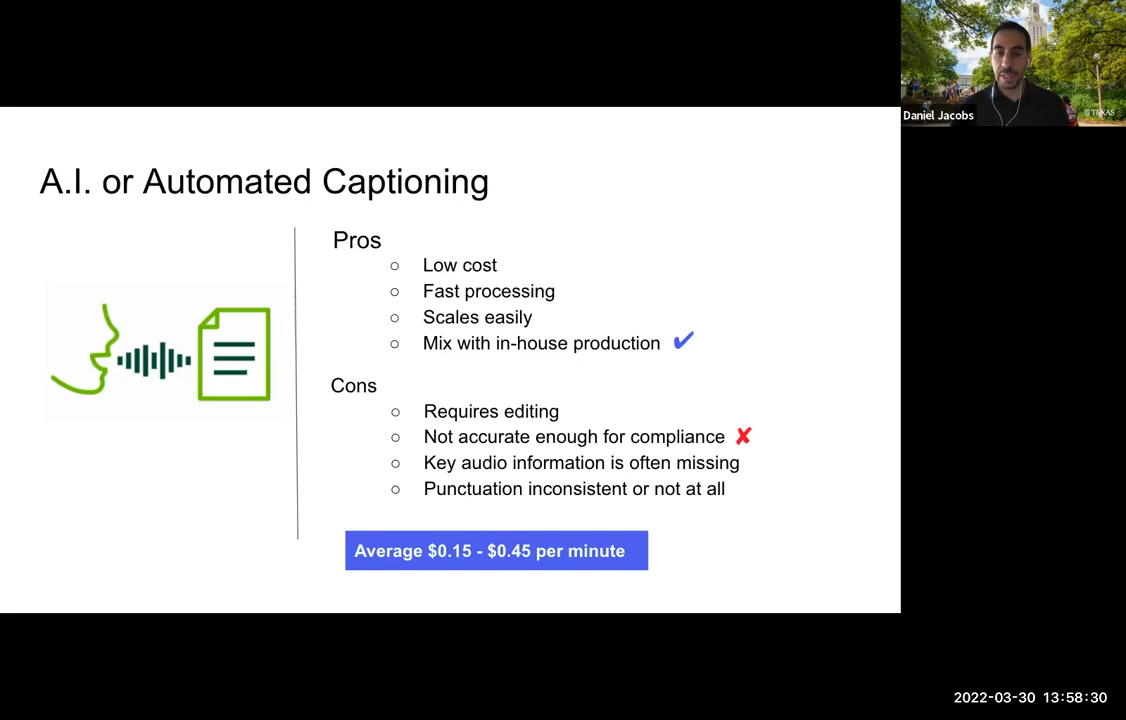 A.I. or Automated Captioning
Pros
○ Low cost
○ Fast processing
○ Scales easily
○ Mix with in-house production ✔
Cons
○ Requires editing
○ Not accurate enough for compliance ✘
○ Key audio information is often missing
○ Punctuation inconsistent or not at all
Average $0.15 - $0.45 per minute
Daniel Jacobs
TEXAS
2022-03-30 13:58:30